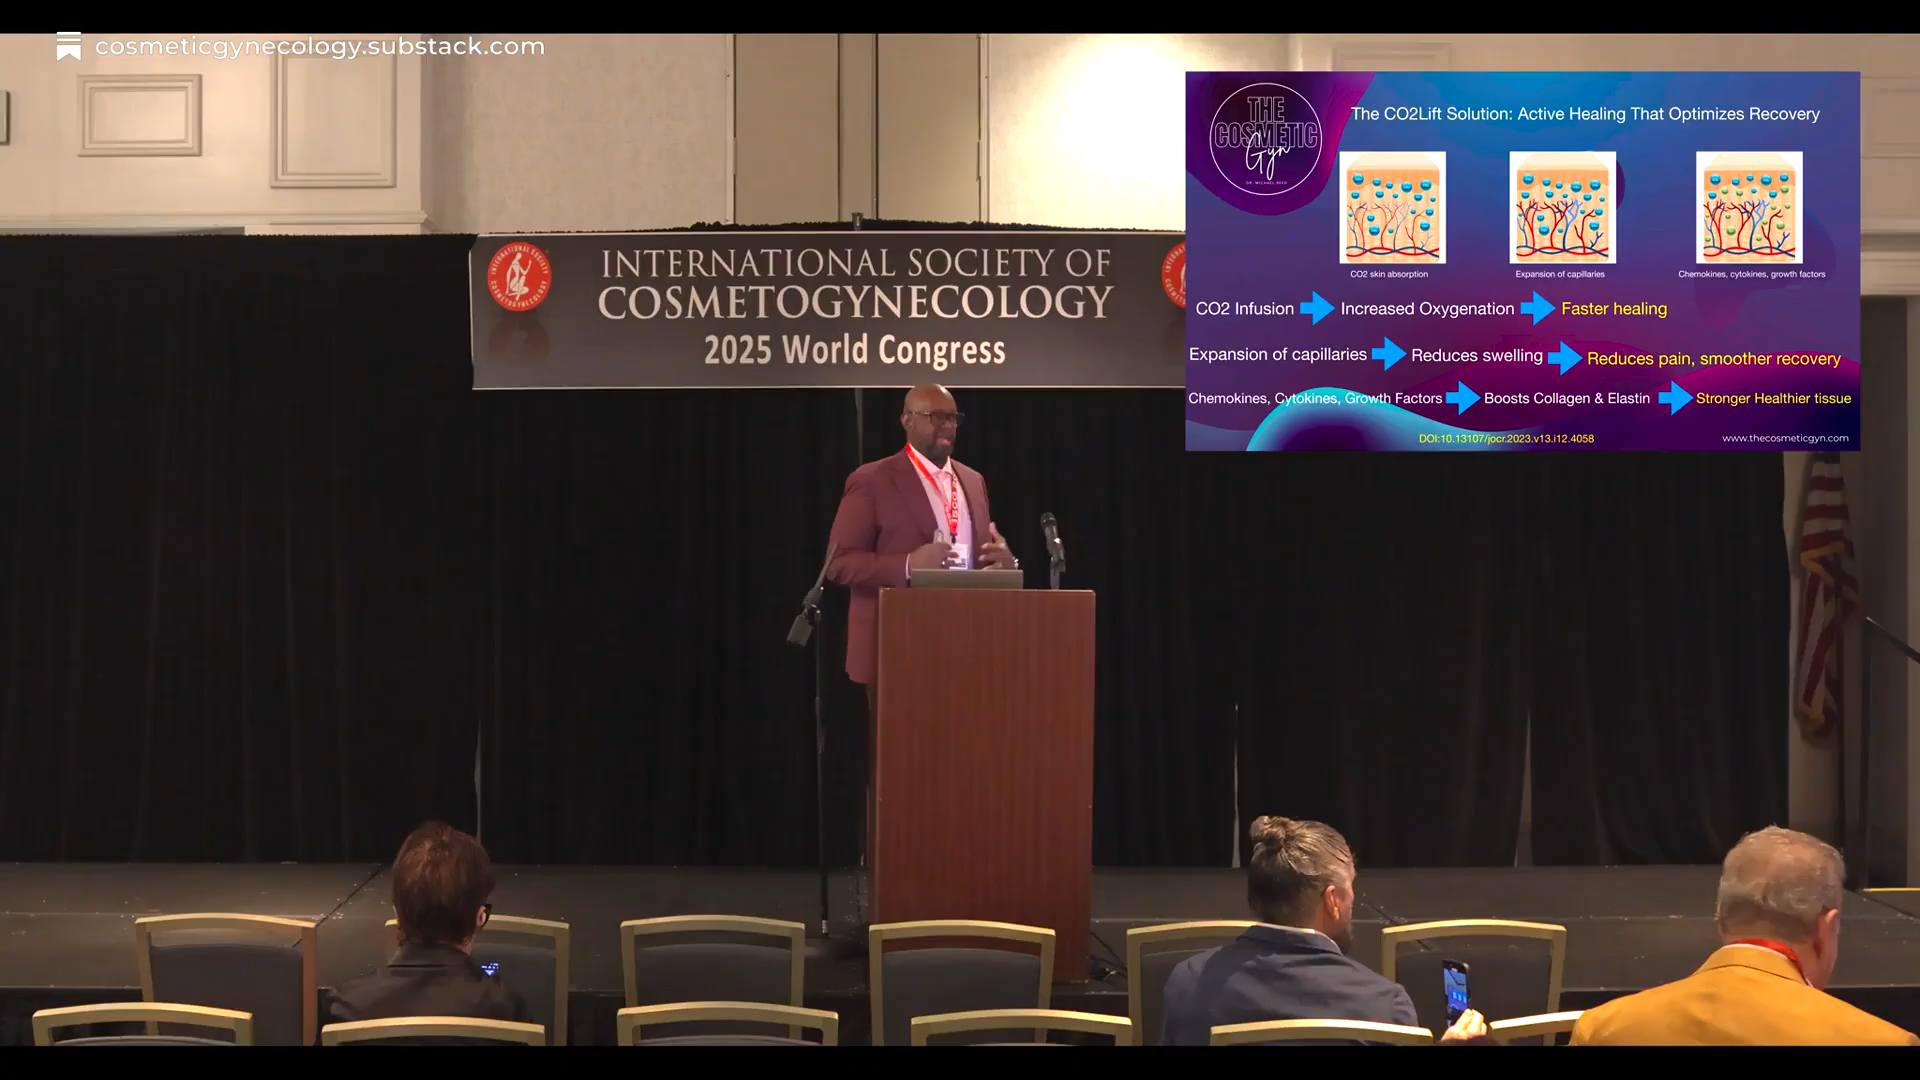 cosmeticgynecology.substack.com
INTERNATIONAL SOCIETY OF
COSMETOGYNECOLOGY
2025 World Congress
THE
COSMETIC
Gyn
DR. MICHAEL REED
The CO2Lift Solution: Active Healing That Optimizes Recovery
CO2 skin absorption
Expansion of capillaries
Chemokines, cytokines, growth factors
CO2 Infusion
Increased Oxygenation
Faster healing
Expansion of capillaries
Reduces swelling
Reduces pain, smoother recovery
Chemokines, Cytokines, Growth Factors
Boosts Collagen & Elastin
Stronger Healthier tissue
DOI:10.13107/jocr.2023.v13.i12.4058
www.thecosmeticgyn.com